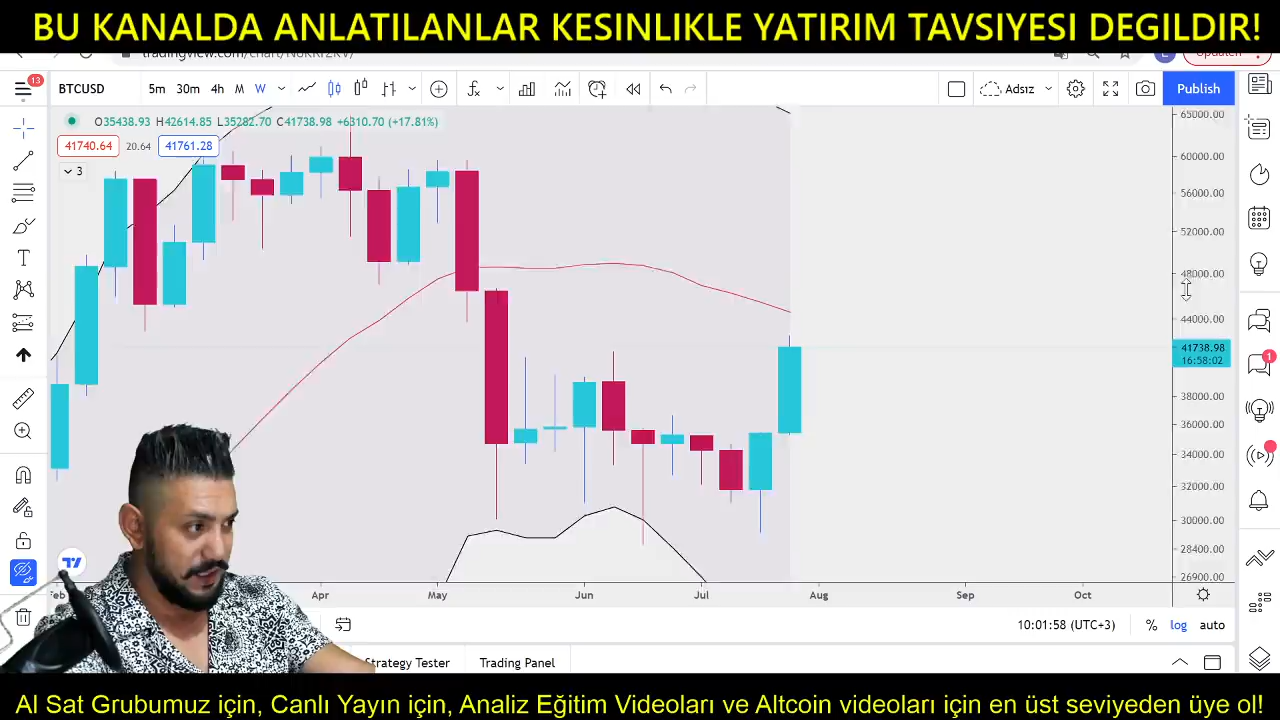 BU KANALDA ANLATILANLAR KESINLIKLE YATIRIM TAVSIYESI DEGILDIR!
13
BTCUSD 5m 30m 4h M W Adsız Publish
O35438.93 H42614.85 L35282.70 C41738.98 +6310.70 (+17.81%)
41740.64 20.64 41761.28
3
65000.00
60000.00
56000.00
52000.00
48000.00
44000.00
41738.98
16:58:02
38000.00
36000.00
34000.00
32000.00
30000.00
28400.00
26900.00
1
Apr May Jun Jul Aug Sep Oct
10:01:58 (UTC+3) % log auto
Strategy Tester Trading Panel
Al Sat Grubumuz için, Canlı Yayın için, Analiz Eğitim Videoları ve Altcoin videoları için en üst seviyeden üye ol!